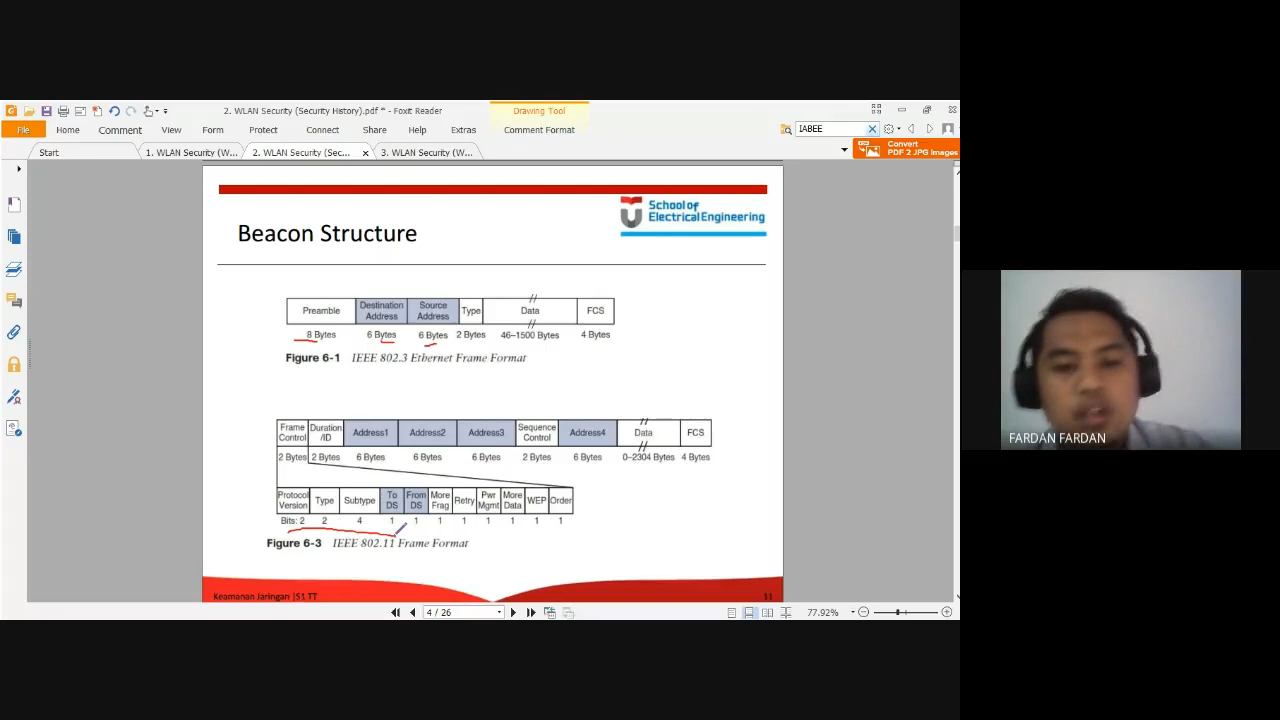 2. WLAN Security (Security History).pdf * - Foxit Reader
Drawing Tool
File Home Comment View Form Protect Connect Share Help Extras Comment Format
IABEE
Start 1. WLAN Security (W... 2. WLAN Security (Sec... 3. WLAN Security (W...
Convert
PDF 2 JPG Images
School of
Electrical Engineering
Beacon Structure
Preamble Destination Address Source Address Type Data FCS
8 Bytes 6 Bytes 6 Bytes 2 Bytes 46–1500 Bytes 4 Bytes
Figure 6-1 IEEE 802.3 Ethernet Frame Format
Frame Control Duration /ID Address1 Address2 Address3 Sequence Control Address4 Data FCS
2 Bytes 2 Bytes 6 Bytes 6 Bytes 6 Bytes 2 Bytes 6 Bytes 0–2304 Bytes 4 Bytes
Protocol Version Type Subtype To DS From DS More Frag Retry Pwr Mgmt More Data WEP Order
Bits: 2 2 4 1 1 1 1 1 1 1 1
Figure 6-3 IEEE 802.11 Frame Format
Keamanan Jaringan |S1 TT 11
4 / 26 77.92%
FARDAN FARDAN